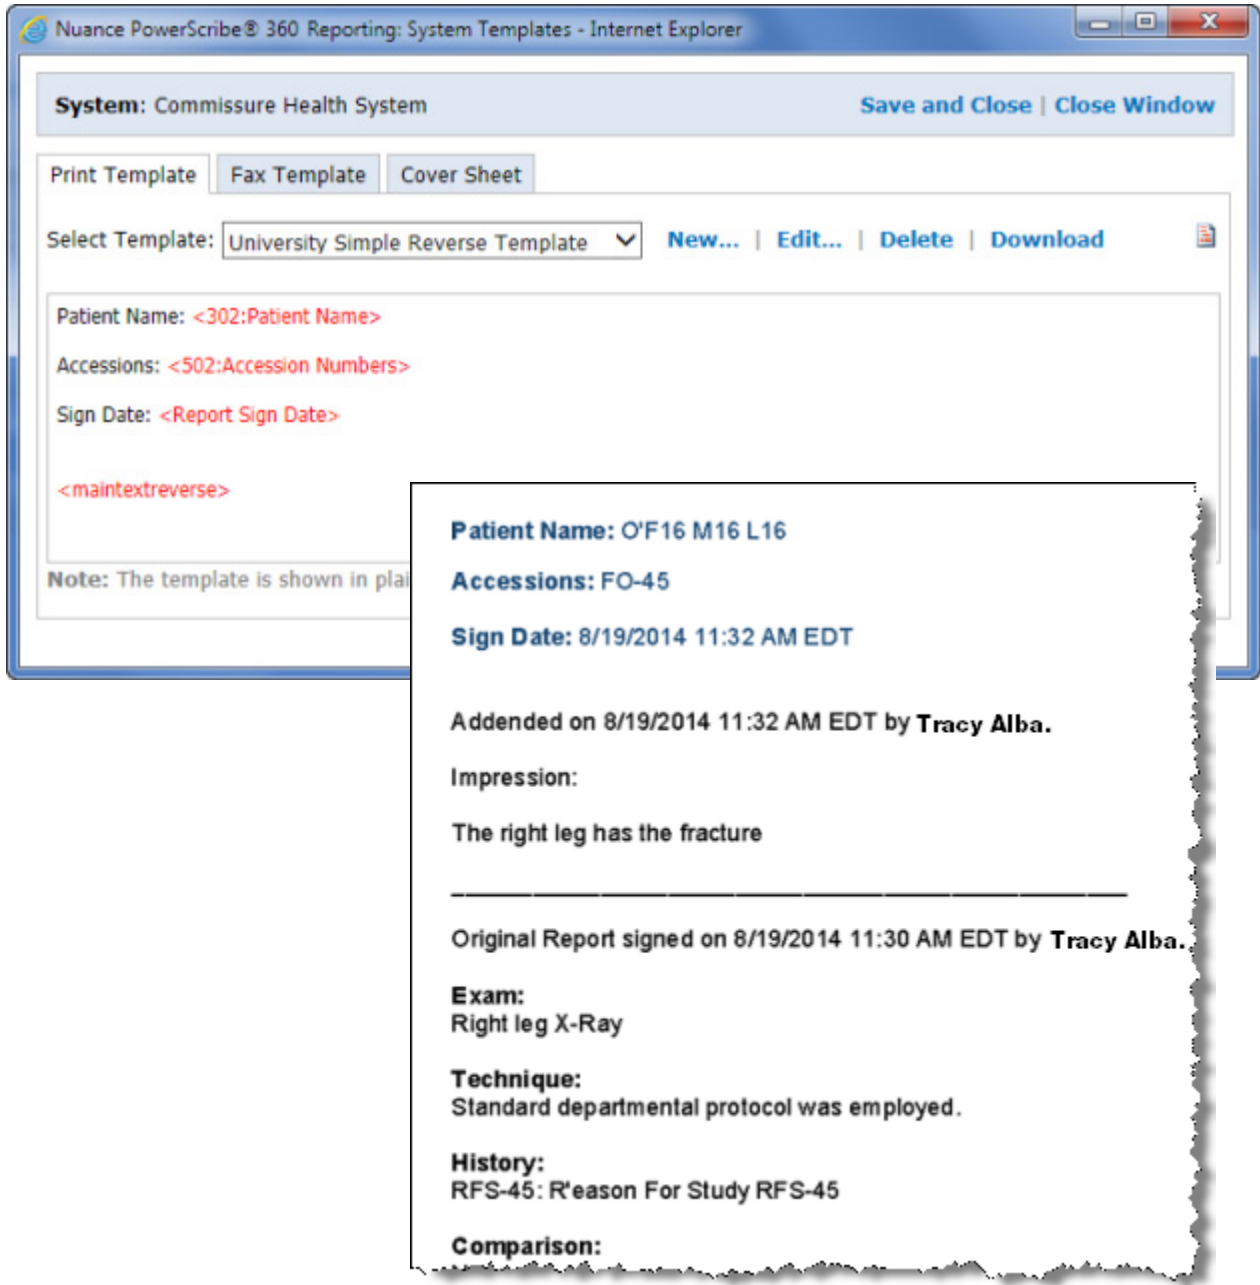 Nuance PowerScribe® 360 Reporting: System Templates - Internet Explorer
System: Commissure Health System Save and Close | Close Window
Print Template Fax Template Cover Sheet
Select Template: University Simple Reverse Template New... | Edit... | Delete | Download
Patient Name: <302:Patient Name>
Accessions: <502:Accession Numbers>
Sign Date: <Report Sign Date>
<maintextreverse>
Note: The template is shown in plai
Patient Name: O'F16 M16 L16
Accessions: FO-45
Sign Date: 8/19/2014 11:32 AM EDT
Addended on 8/19/2014 11:32 AM EDT by Tracy Alba.
Impression:
The right leg has the fracture
Original Report signed on 8/19/2014 11:30 AM EDT by Tracy Alba.
Exam:
Right leg X-Ray
Technique:
Standard departmental protocol was employed.
History:
RFS-45: R'eason For Study RFS-45
Comparison: